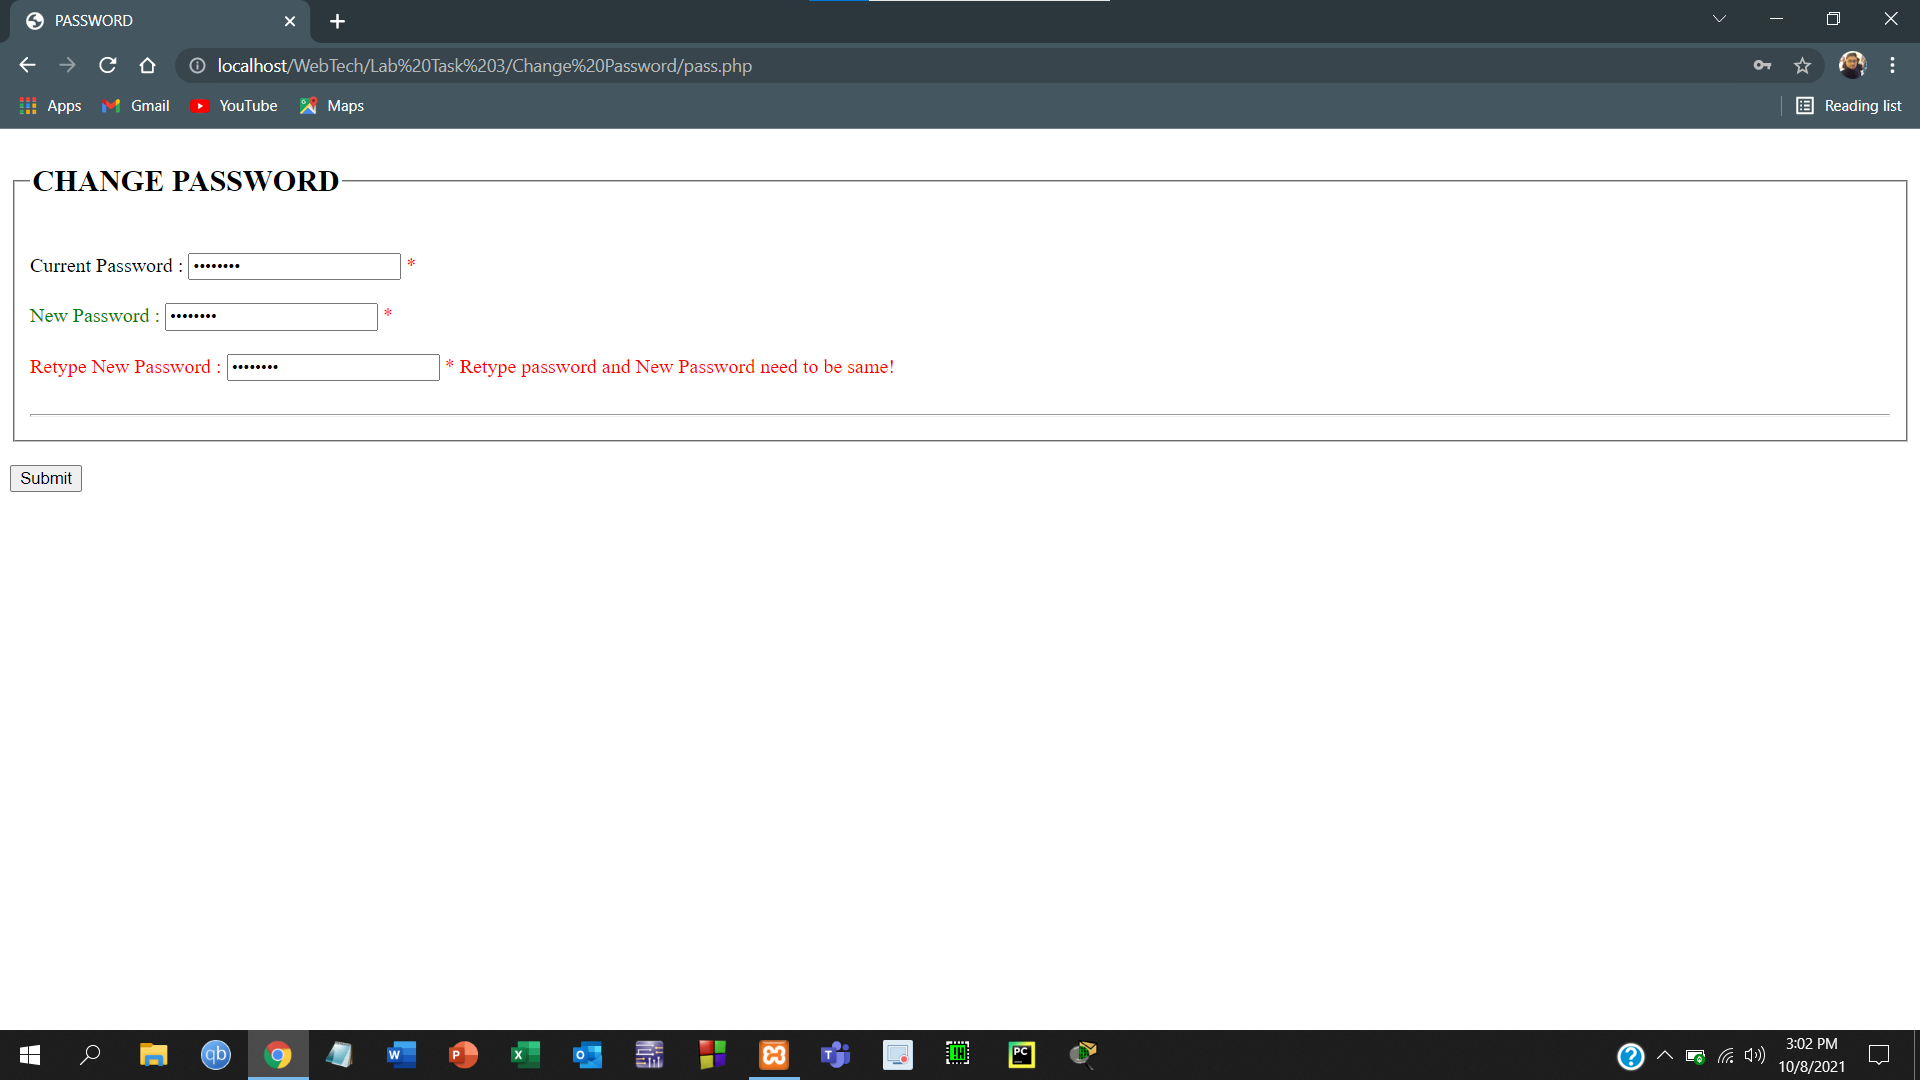 PASSWORD
localhost/WebTech/Lab%20Task%203/Change%20Password/pass.php
Apps Gmail YouTube Maps Reading list
CHANGE PASSWORD
Current Password : •••••••• *
New Password : •••••••• *
Retype New Password : •••••••• * Retype password and New Password need to be same!
Submit
qb W P X O PC T
3:02 PM
10/8/2021